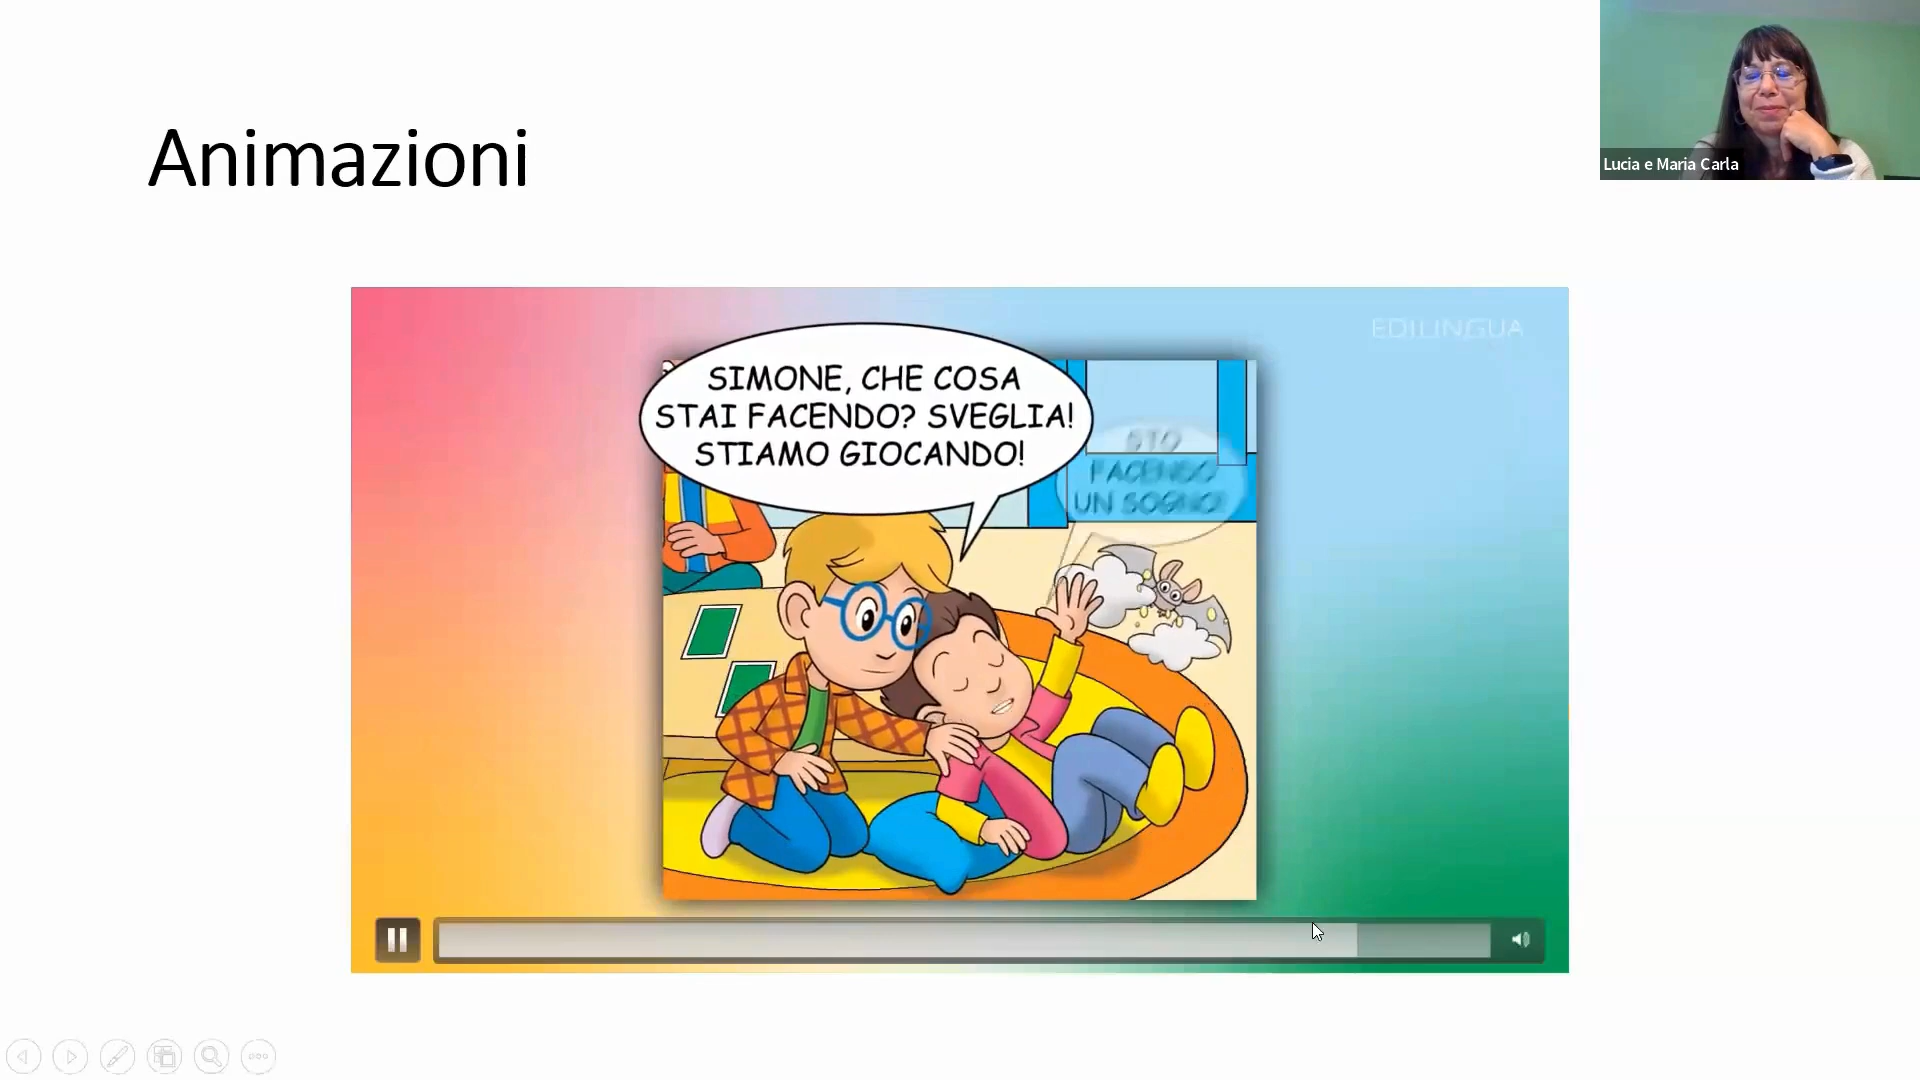 Animazioni
Lucia e Maria Carla
EDILINGUA
SIMONE, CHE COSA
STAI FACENDO? SVEGLIA!
STIAMO GIOCANDO!
STO
FACENDO
UN SOGNO!